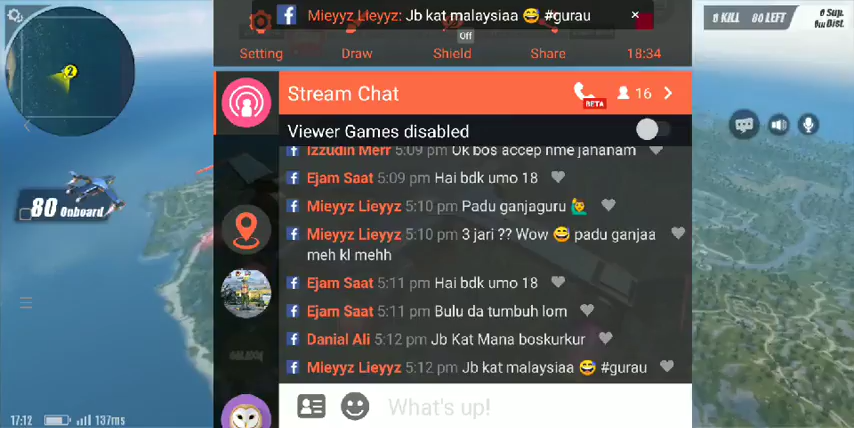 Mieyyz Lieyyz: Jb kat malaysiaa 😅 #gurau ×
0 KILL 80 LEFT
Off
Setting Draw Shield Share 18:34
2
Stream Chat BETA 16
Viewer Games disabled
Izzudin Merr 5:09 pm Ok bos accep nme jahanam
Ejam Saat 5:09 pm Hai bdk umo 18
80 Onboard
Mieyyz Lieyyz 5:10 pm Padu ganjaguru 🙋‍♂️
Mieyyz Lieyyz 5:10 pm 3 jari ?? Wow 😅 padu ganjaa
meh kl mehh
Ejam Saat 5:11 pm Hai bdk umo 18
Ejam Saat 5:11 pm Bulu da tumbuh lom
Danial Ali 5:12 pm Jb Kat Mana boskurkur
Mieyyz Lieyyz 5:12 pm Jb kat malaysiaa 😅 #gurau
What's up!
17:12 137ms